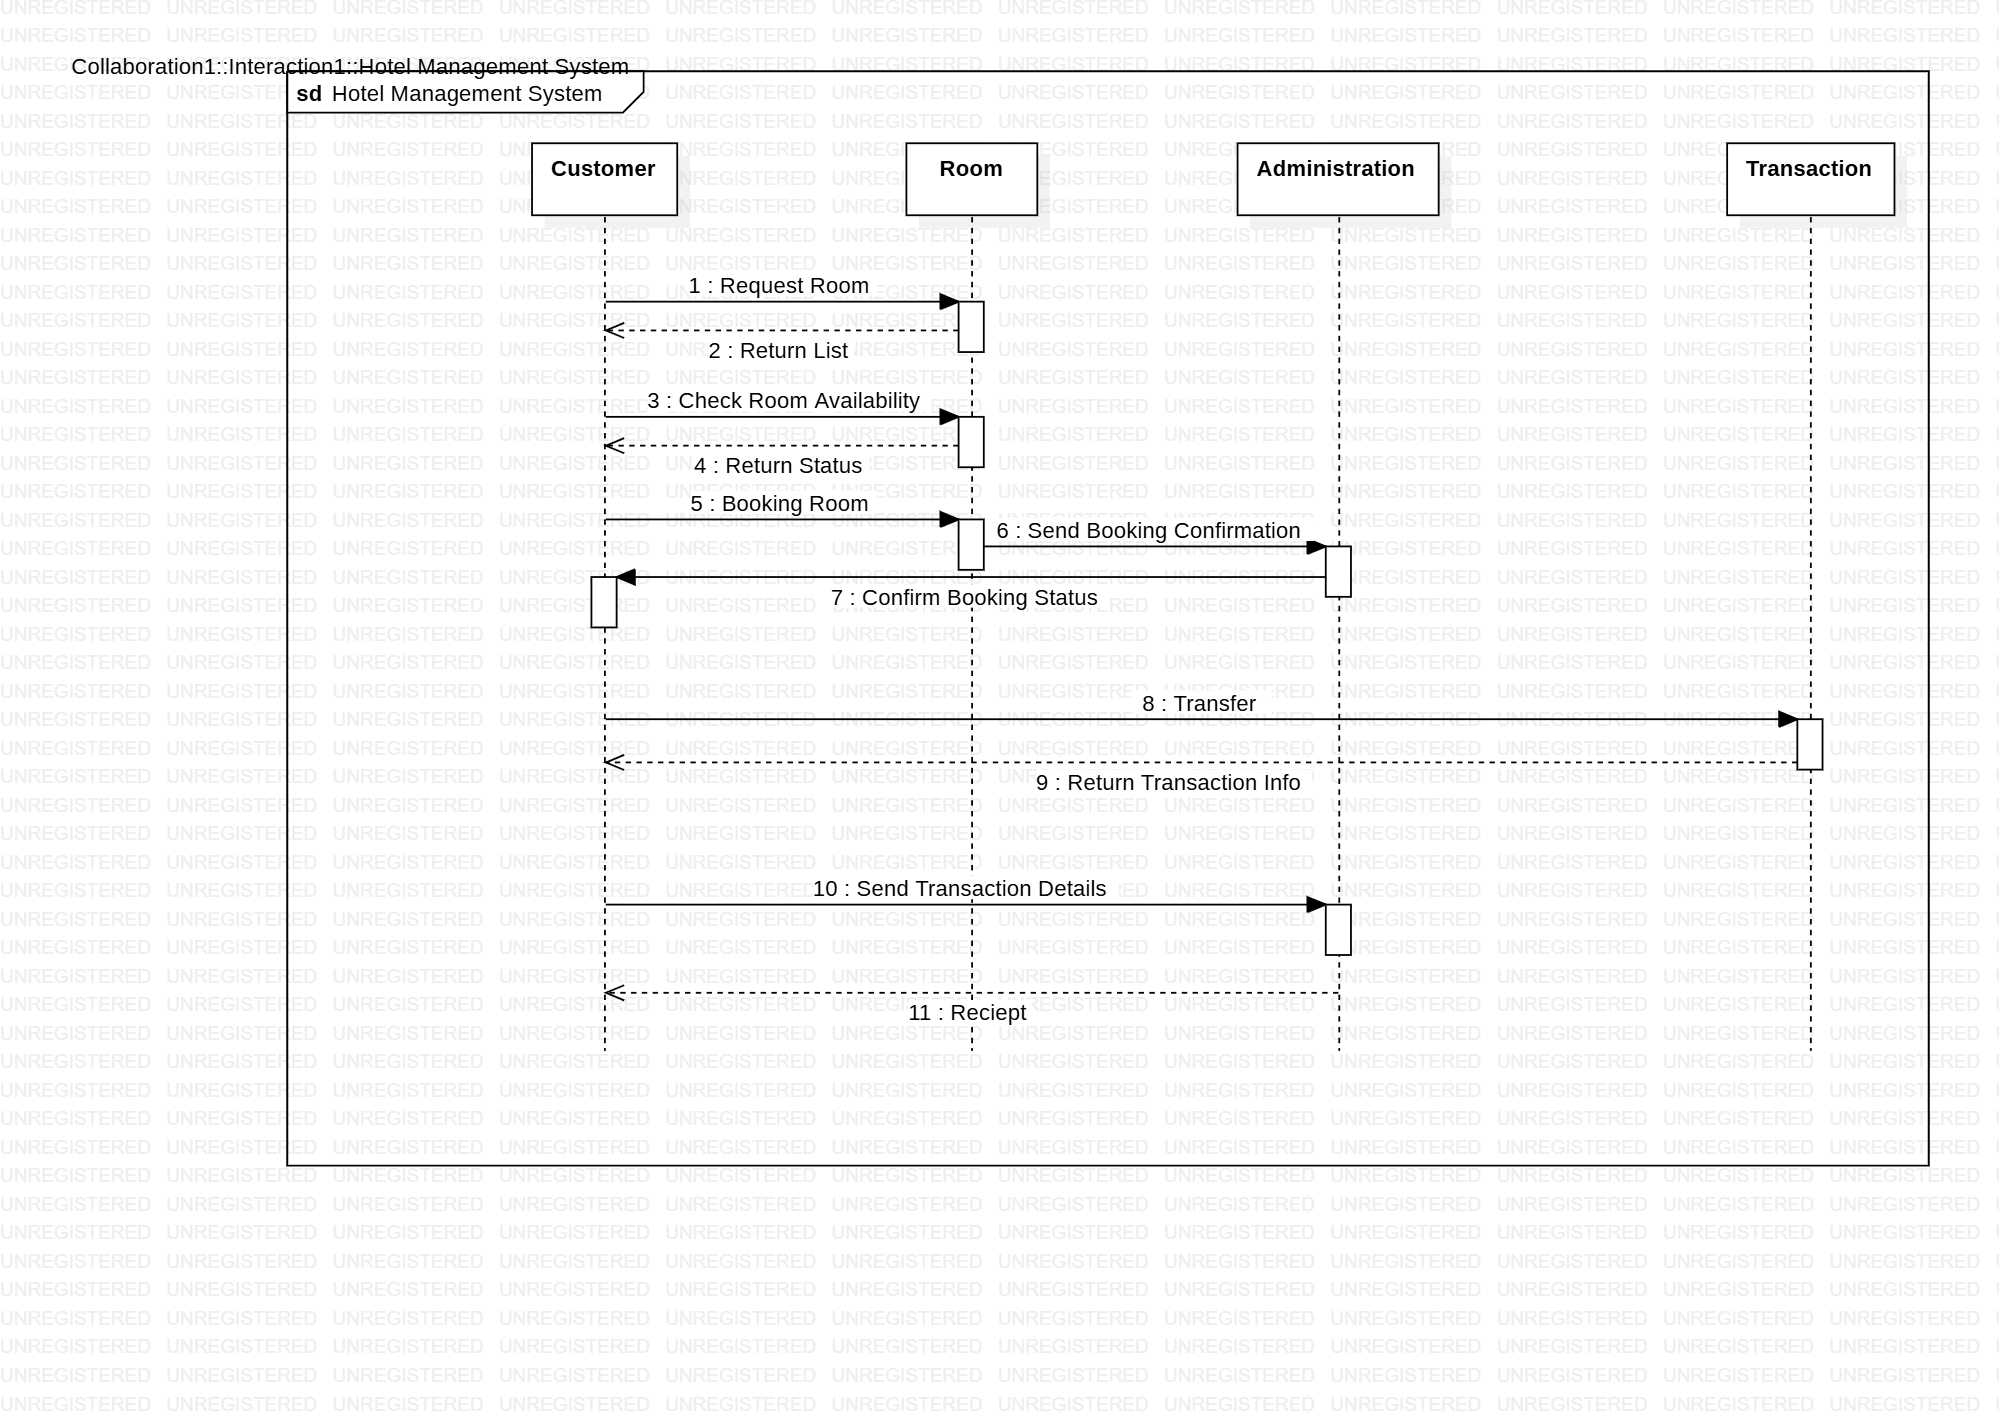 Collaboration1::Interaction1::Hotel Management System
sd Hotel Management System
Customer
Room
Administration
Transaction
1 : Request Room
2 : Return List
3 : Check Room Availability
4 : Return Status
5 : Booking Room
6 : Send Booking Confirmation
7 : Confirm Booking Status
8 : Transfer
9 : Return Transaction Info
10 : Send Transaction Details
11 : Reciept
UNREGISTERED